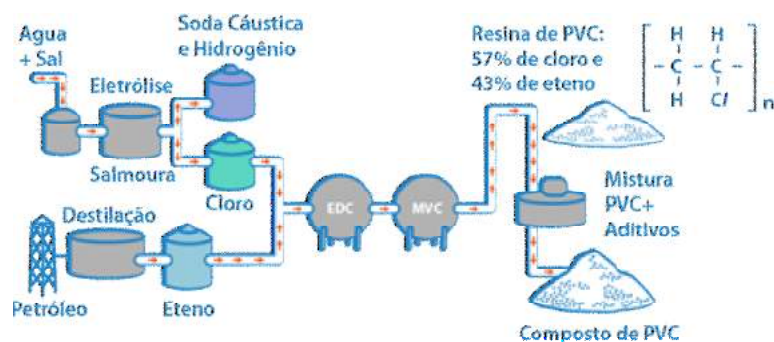 Agua
+ Sal
Eletrólise
Salmoura
Soda Cáustica
e Hidrogênio
Cloro
Destilação
Petróleo
Eteno
EDC
MVC
Resina de PVC:
57% de cloro e
43% de eteno
H H
- C - C -
H Cl
n
Mistura
PVC+
Aditivos
Composto de PVC